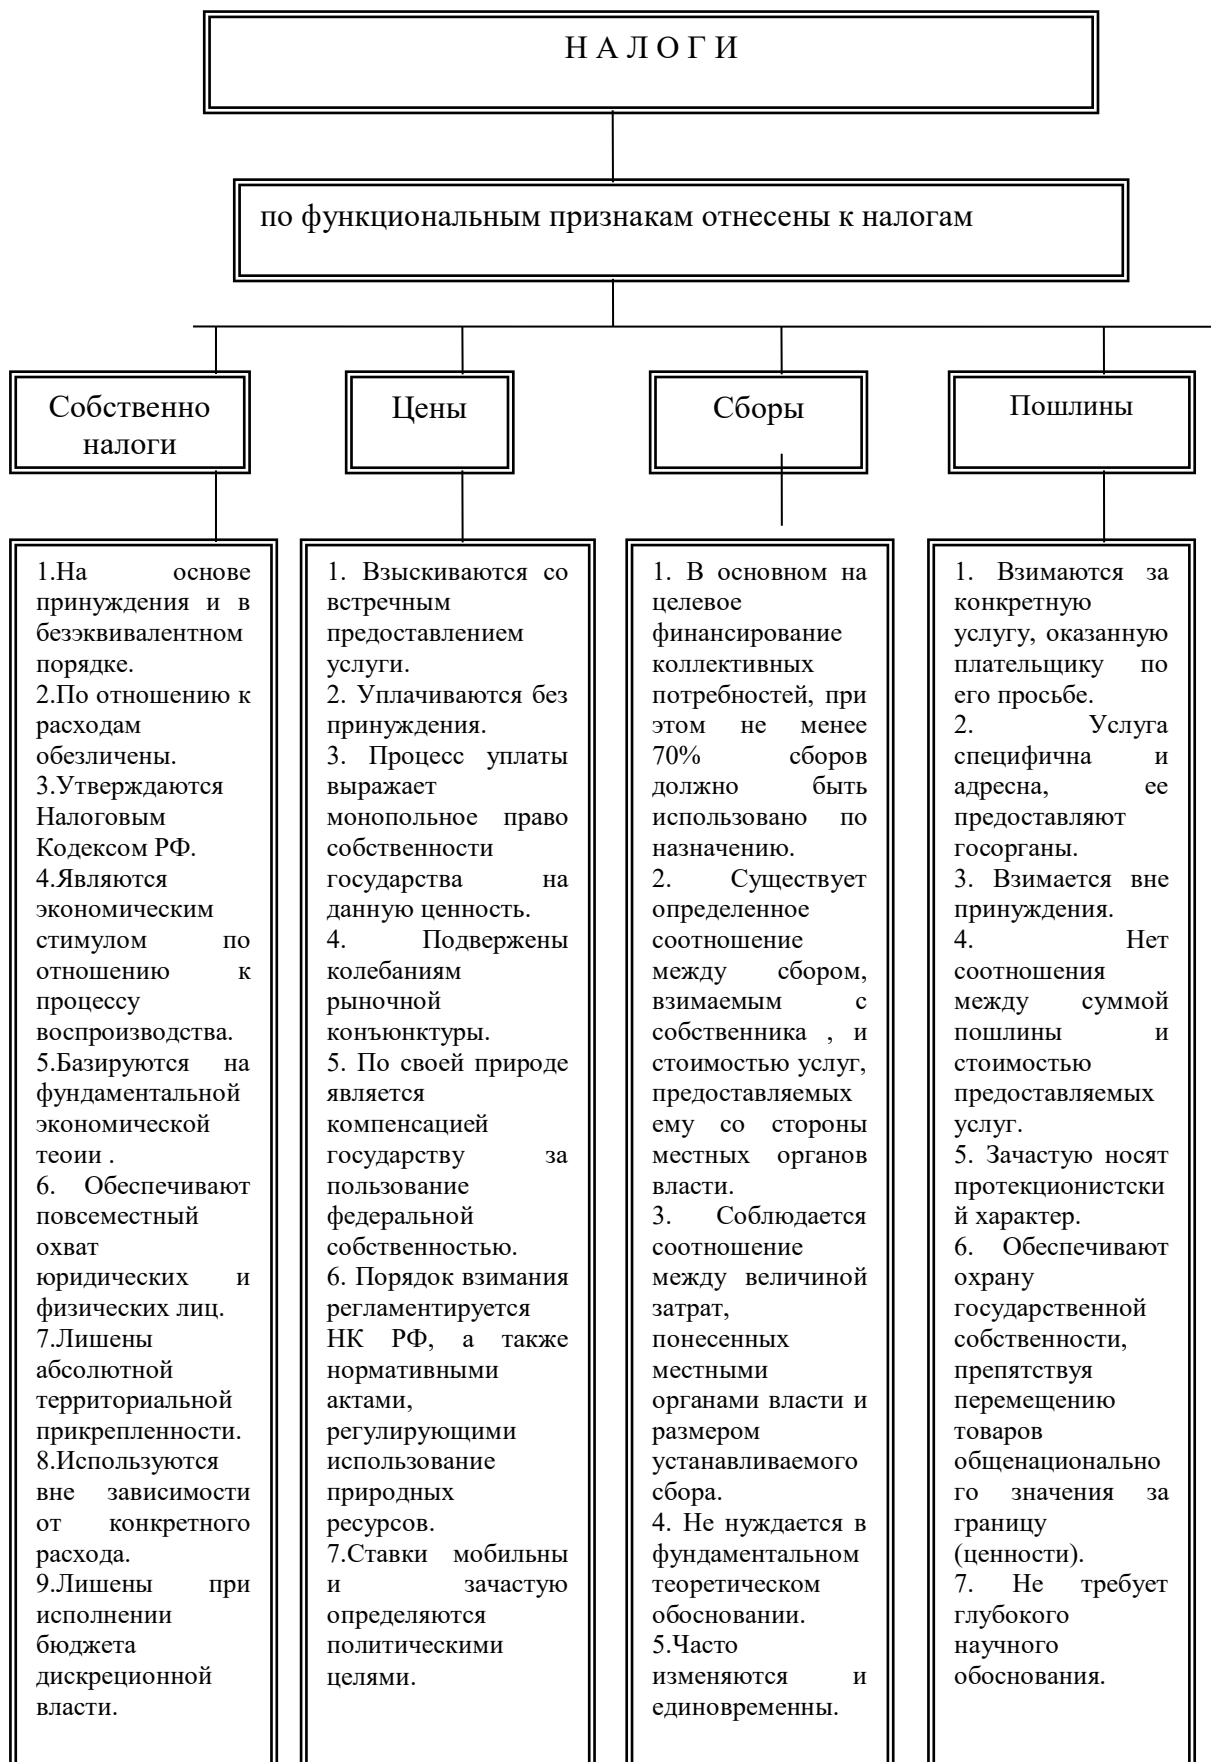 Н А Л О Г И
по функциональным признакам отнесены к налогам
Собственно
налоги
Цены
Сборы
Пошлины
1.На основе
принуждения и в
безэквивалентном
порядке.
2.По отношению к
расходам
обезличены.
3.Утверждаются
Налоговым
Кодексом РФ.
4.Являются
экономическим
стимулом по
отношению к
процессу
воспроизводства.
5.Базируются на
фундаментальной
экономической
теоии .
6. Обеспечивают
повсеместный
охват
юридических и
физических лиц.
7.Лишены
абсолютной
территориальной
прикрепленности.
8.Используются
вне зависимости
от конкретного
расхода.
9.Лишены при
исполнении
бюджета
дискреционной
власти.
1. Взыскиваются со
встречным
предоставлением
услуги.
2. Уплачиваются без
принуждения.
3. Процесс уплаты
выражает
монопольное право
собственности
государства на
данную ценность.
4. Подвержены
колебаниям
рыночной
конъюнктуры.
5. По своей природе
является
компенсацией
государству за
пользование
федеральной
собственностью.
6. Порядок взимания
регламентируется
НК РФ, а также
нормативными
актами,
регулирующими
использование
природных
ресурсов.
7.Ставки мобильны
и зачастую
определяются
политическими
целями.
1. В основном на
целевое
финансирование
коллективных
потребностей, при
этом не менее
70% сборов
должно быть
использовано по
назначению.
2. Существует
определенное
соотношение
между сбором,
взимаемым с
собственника , и
стоимостью услуг,
предоставляемых
ему со стороны
местных органов
власти.
3. Соблюдается
соотношение
между величиной
затрат,
понесенных
местными
органами власти и
размером
устанавливаемого
сбора.
4. Не нуждается в
фундаментальном
теоретическом
обосновании.
5.Часто
изменяются и
единовременны.
1. Взимаются за
конкретную
услугу, оказанную
плательщику по
его просьбе.
2. Услуга
специфична и
адресна, ее
предоставляют
госорганы.
3. Взимается вне
принуждения.
4. Нет
соотношения
между суммой
пошлины и
стоимостью
предоставляемых
услуг.
5. Зачастую носят
протекционистски
й характер.
6. Обеспечивают
охрану
государственной
собственности,
препятствуя
перемещению
товаров
общенационально
го значения за
границу
(ценности).
7. Не требует
глубокого
научного
обоснования.